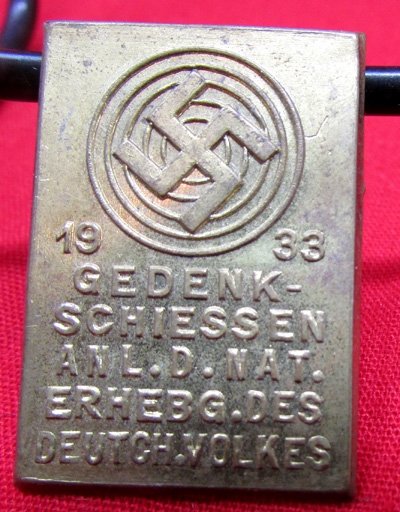 19 33
GEDENK-
SCHIESSEN
ANL. D. NAT.
ERHEBG. DES
DEUTCH. VOLKES